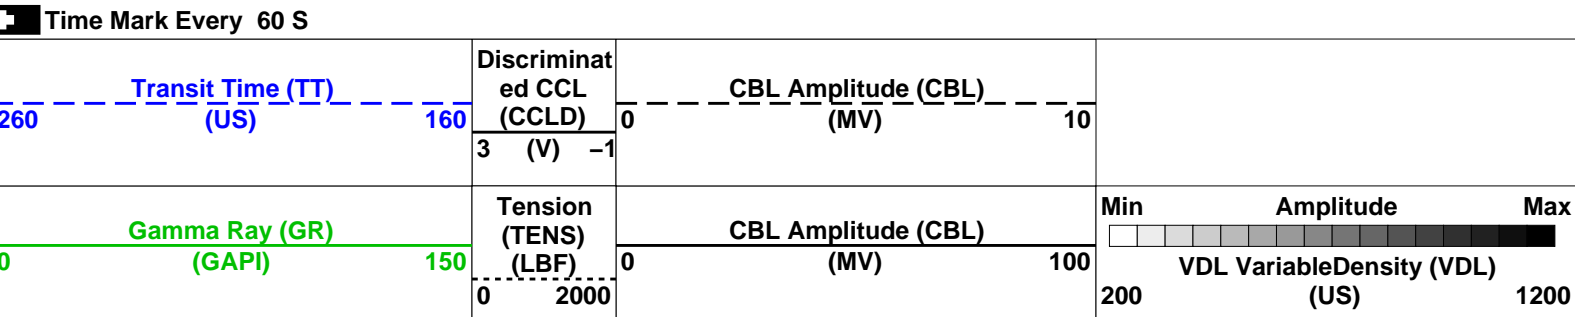 Time Mark Every 60 S
Transit Time (TT)
260 (US) 160
Discriminat
ed CCL
(CCLD)
3 (V) −1
CBL Amplitude (CBL)
0 (MV) 10
Gamma Ray (GR)
0 (GAPI) 150
Tension
(TENS)
(LBF)
0 2000
CBL Amplitude (CBL)
0 (MV) 100
Min Amplitude Max
VDL VariableDensity (VDL)
200 (US) 1200